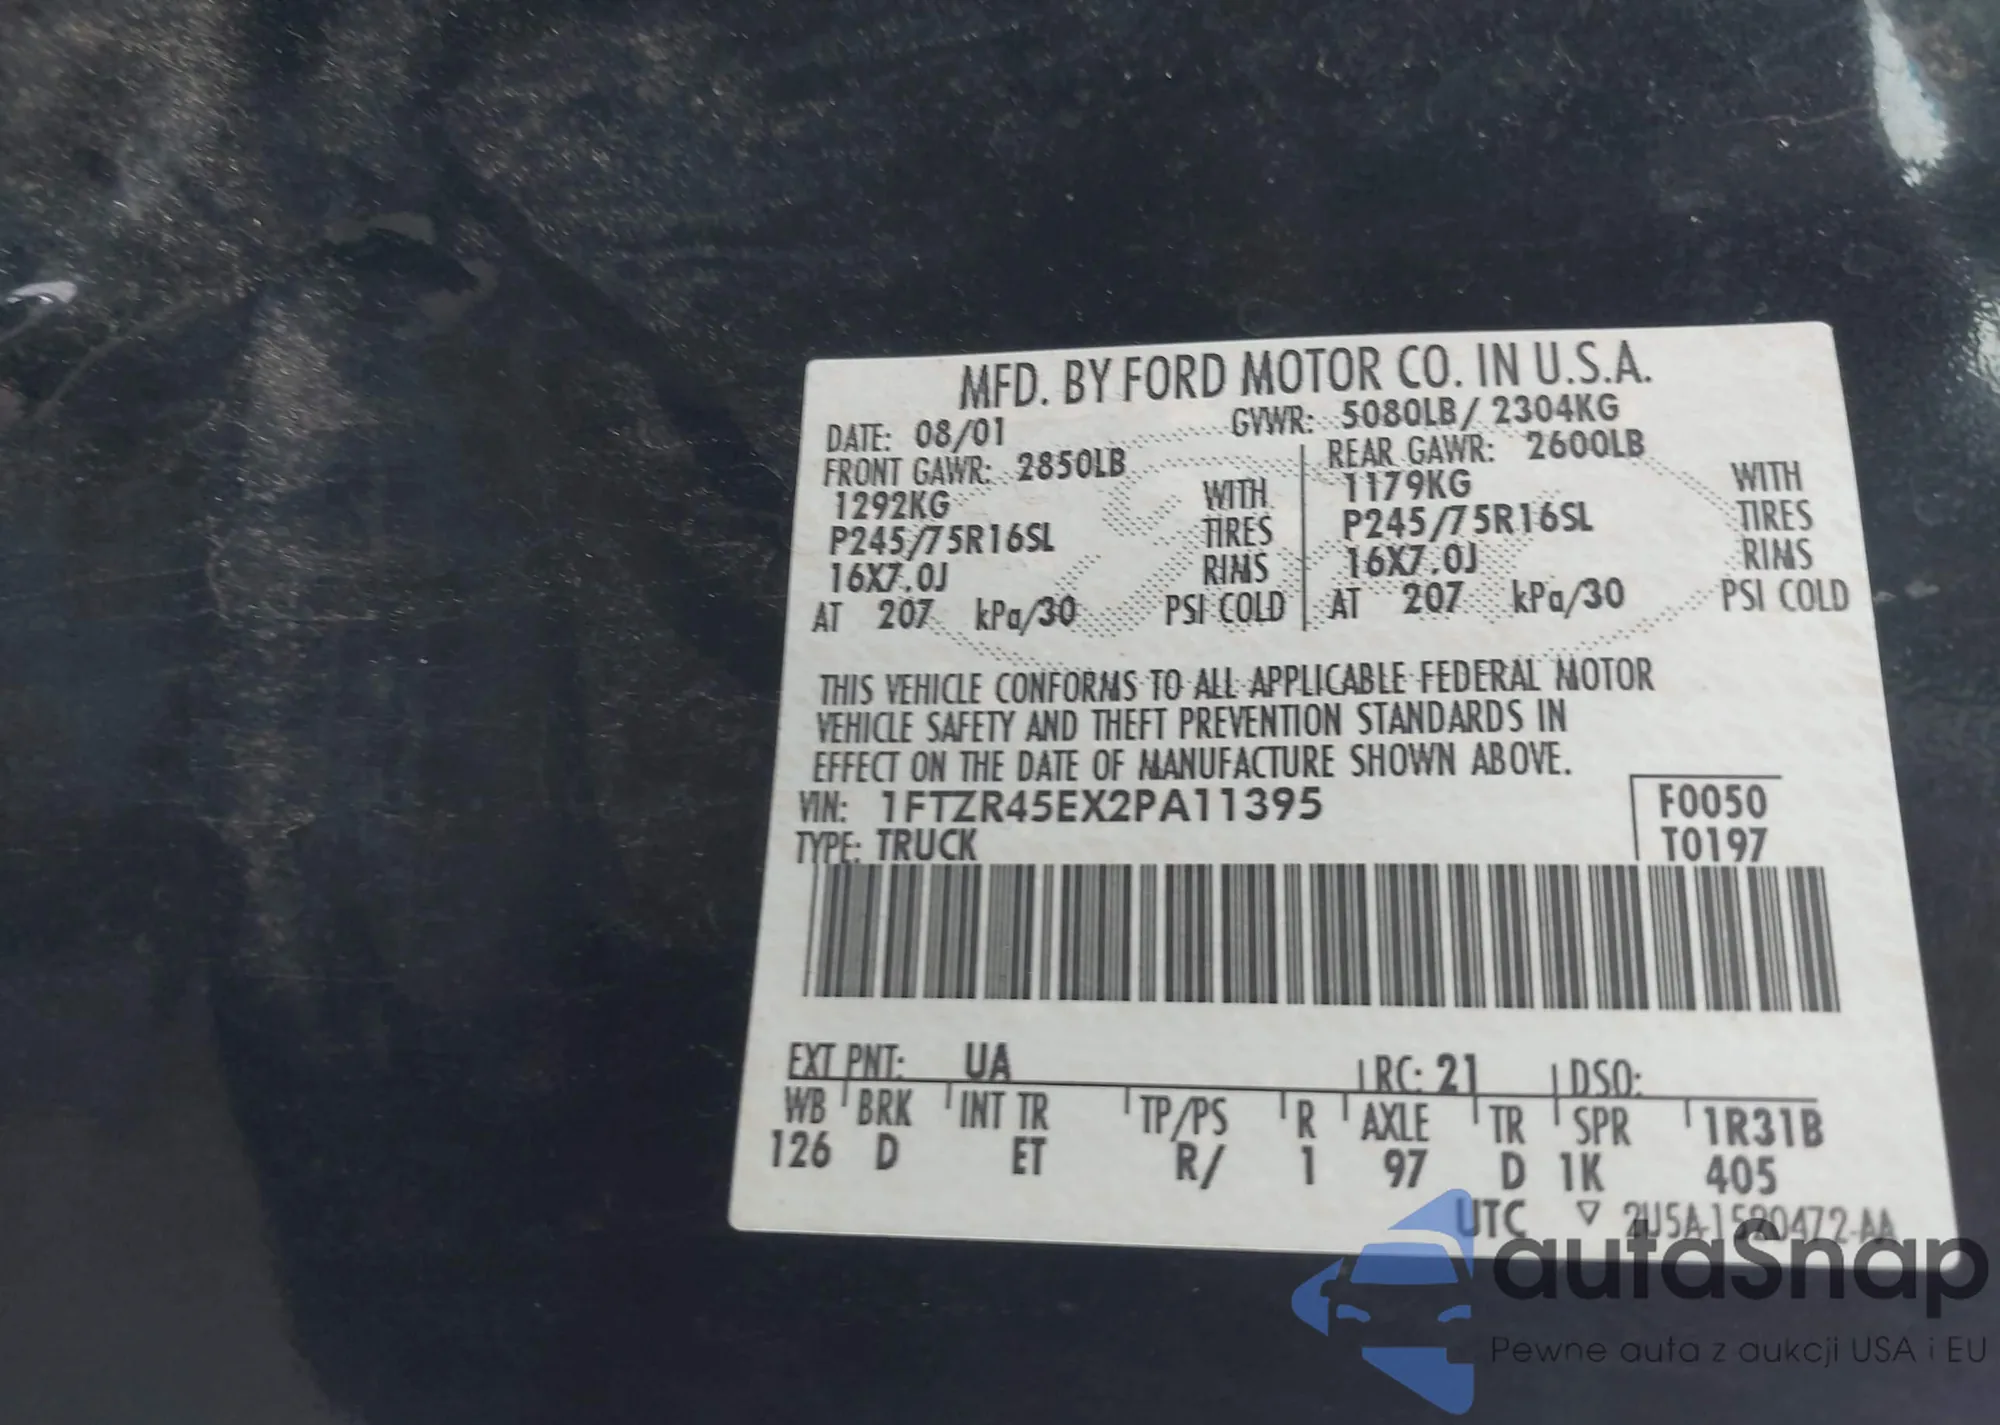 MFD. BY FORD MOTOR CO. IN U.S.A.
DATE: 08/01 GVWR: 5080LB / 2304KG
FRONT GAWR: 2850LB REAR GAWR: 2600LB
1292KG WITH 1179KG WITH
P245/75R16SL TIRES P245/75R16SL TIRES
16X7.0J RIMS 16X7.0J RIMS
AT 207 kPa/30 PSI COLD AT 207 kPa/30 PSI COLD
THIS VEHICLE CONFORMS TO ALL APPLICABLE FEDERAL MOTOR
VEHICLE SAFETY AND THEFT PREVENTION STANDARDS IN
EFFECT ON THE DATE OF MANUFACTURE SHOWN ABOVE.
VIN: 1FTZR45EX2PA11395 F0050
TYPE: TRUCK T0197
EXT PNT: UA RC: 21 DSO:
WB BRK INT TR TP/PS R AXLE TR SPR 1R31B
126 D ET R/ 1 97 D 1K 405
UTC ▽ 2U5A-1520472-AA
autaSnap
Pewne auta z aukcji USA i EU